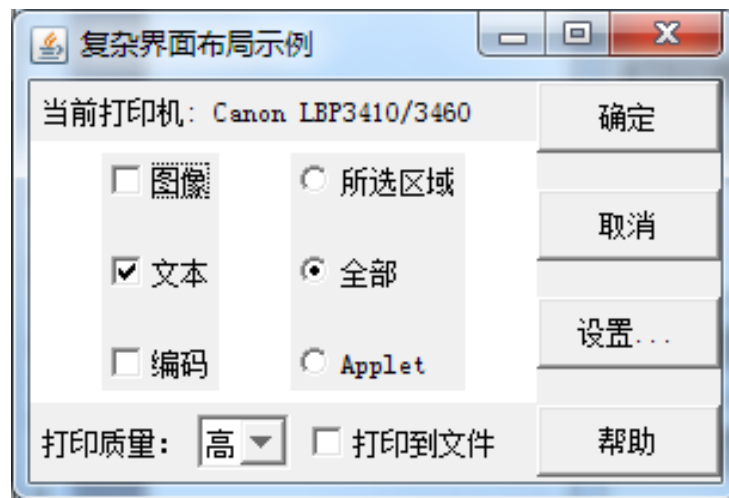 复杂界面布局示例
当前打印机: Canon LBP3410/3460
确定
图像
所选区域
取消
文本
全部
设置...
编码
Applet
打印质量:
高
打印到文件
帮助